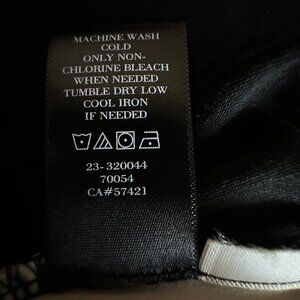 MACHINE WASH
COLD
ONLY NON-
CHLORINE BLEACH
WHEN NEEDED
TUMBLE DRY LOW
COOL IRON
IF NEEDED
23-320044
70054
CA#57421